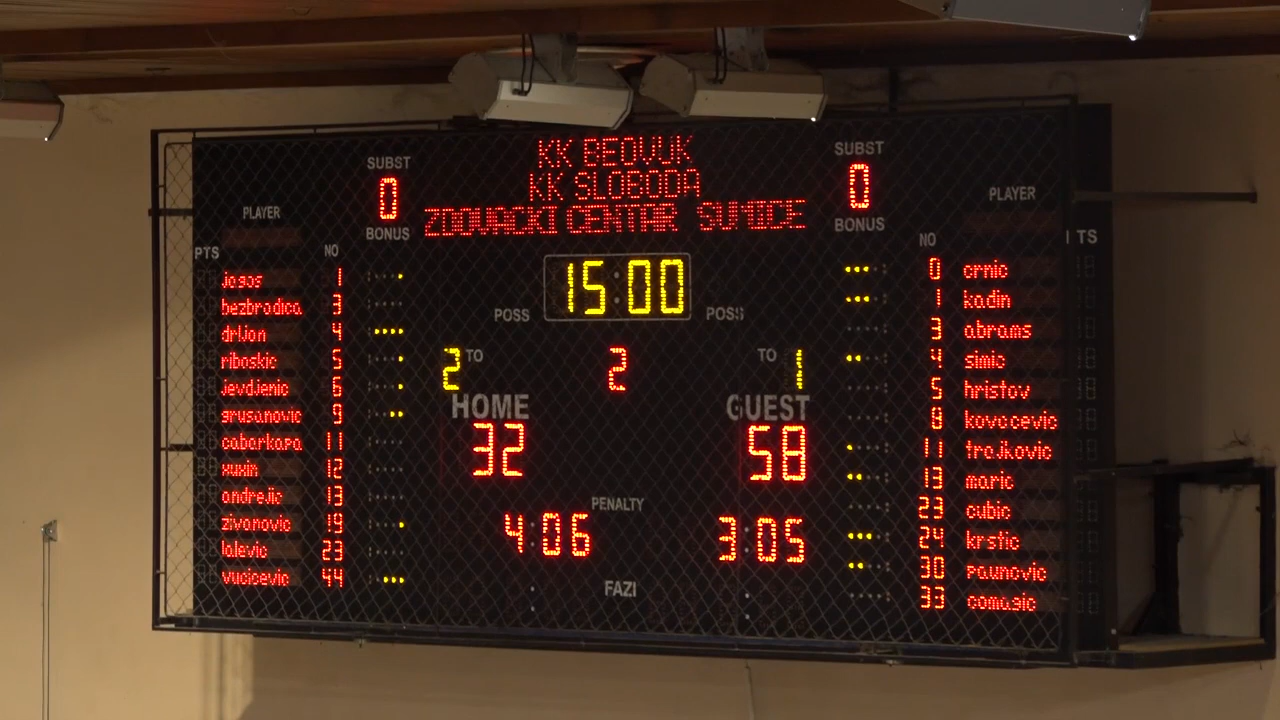 KK BEOVUK
KK SLOBODA
ZDOVACKI CENTAR SUMICE
SUBST
0
BONUS
SUBST
0
BONUS
PLAYER
PTS
NO
PLAYER
NO
TS
15:00
POSS
POSS
2 TO
2
TO 1
HOME
GUEST
32
58
PENALTY
4:06
3:05
FAZI
jogos 1
bezbrodica 3
drljon 4
riboskic 5
jevdjenic 6
grusanovic 9
cabarkapa 11
xuxin 12
andrejic 13
zivanovic 19
lalevic 23
vucicevic 44
0 crnic
1 kadin
3 abrams
4 simic
5 hristov
8 kovacevic
11 trajkovic
13 maric
23 cubic
24 krstic
30 paunovic
33 comagic